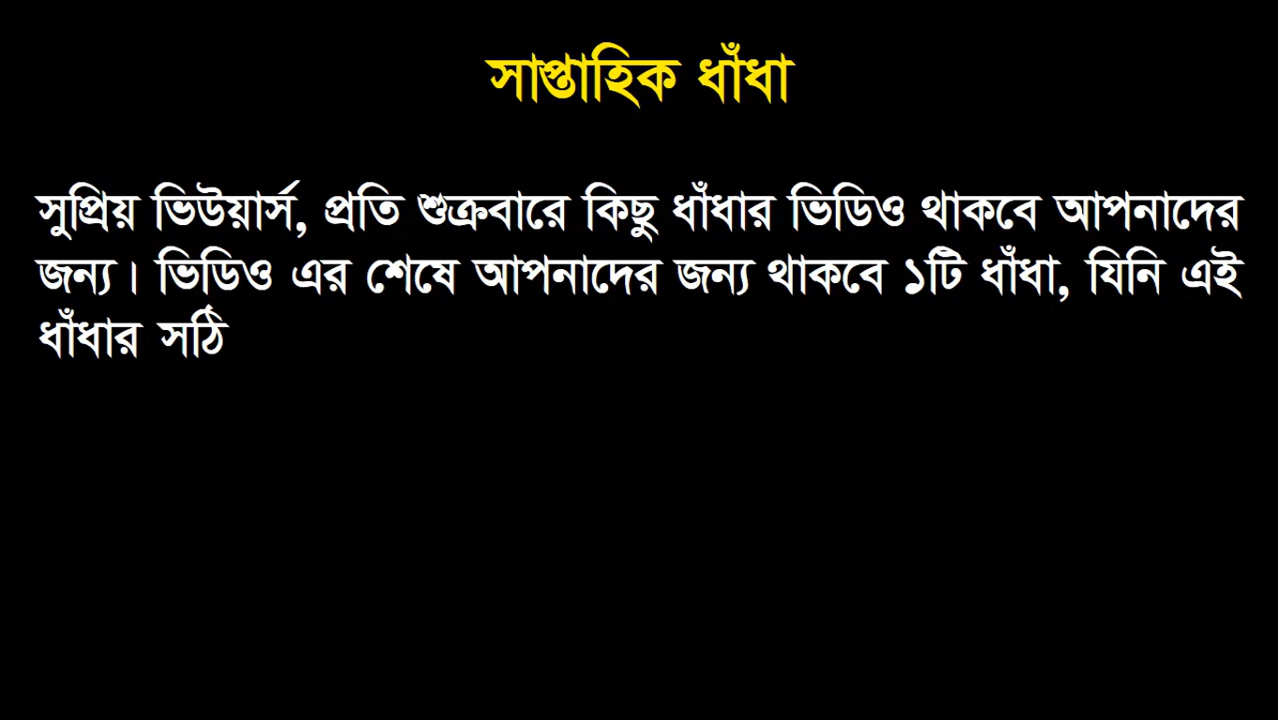 সাপ্তাহিক ধাঁধা
সুপ্রিয় ভিউয়ার্স, প্রতি শুক্রবারে কিছু ধাঁধার ভিডিও থাকবে আপনাদের
জন্য। ভিডিও এর শেষে আপনাদের জন্য থাকবে ১টি ধাঁধা, যিনি এই
ধাঁধার সঠি